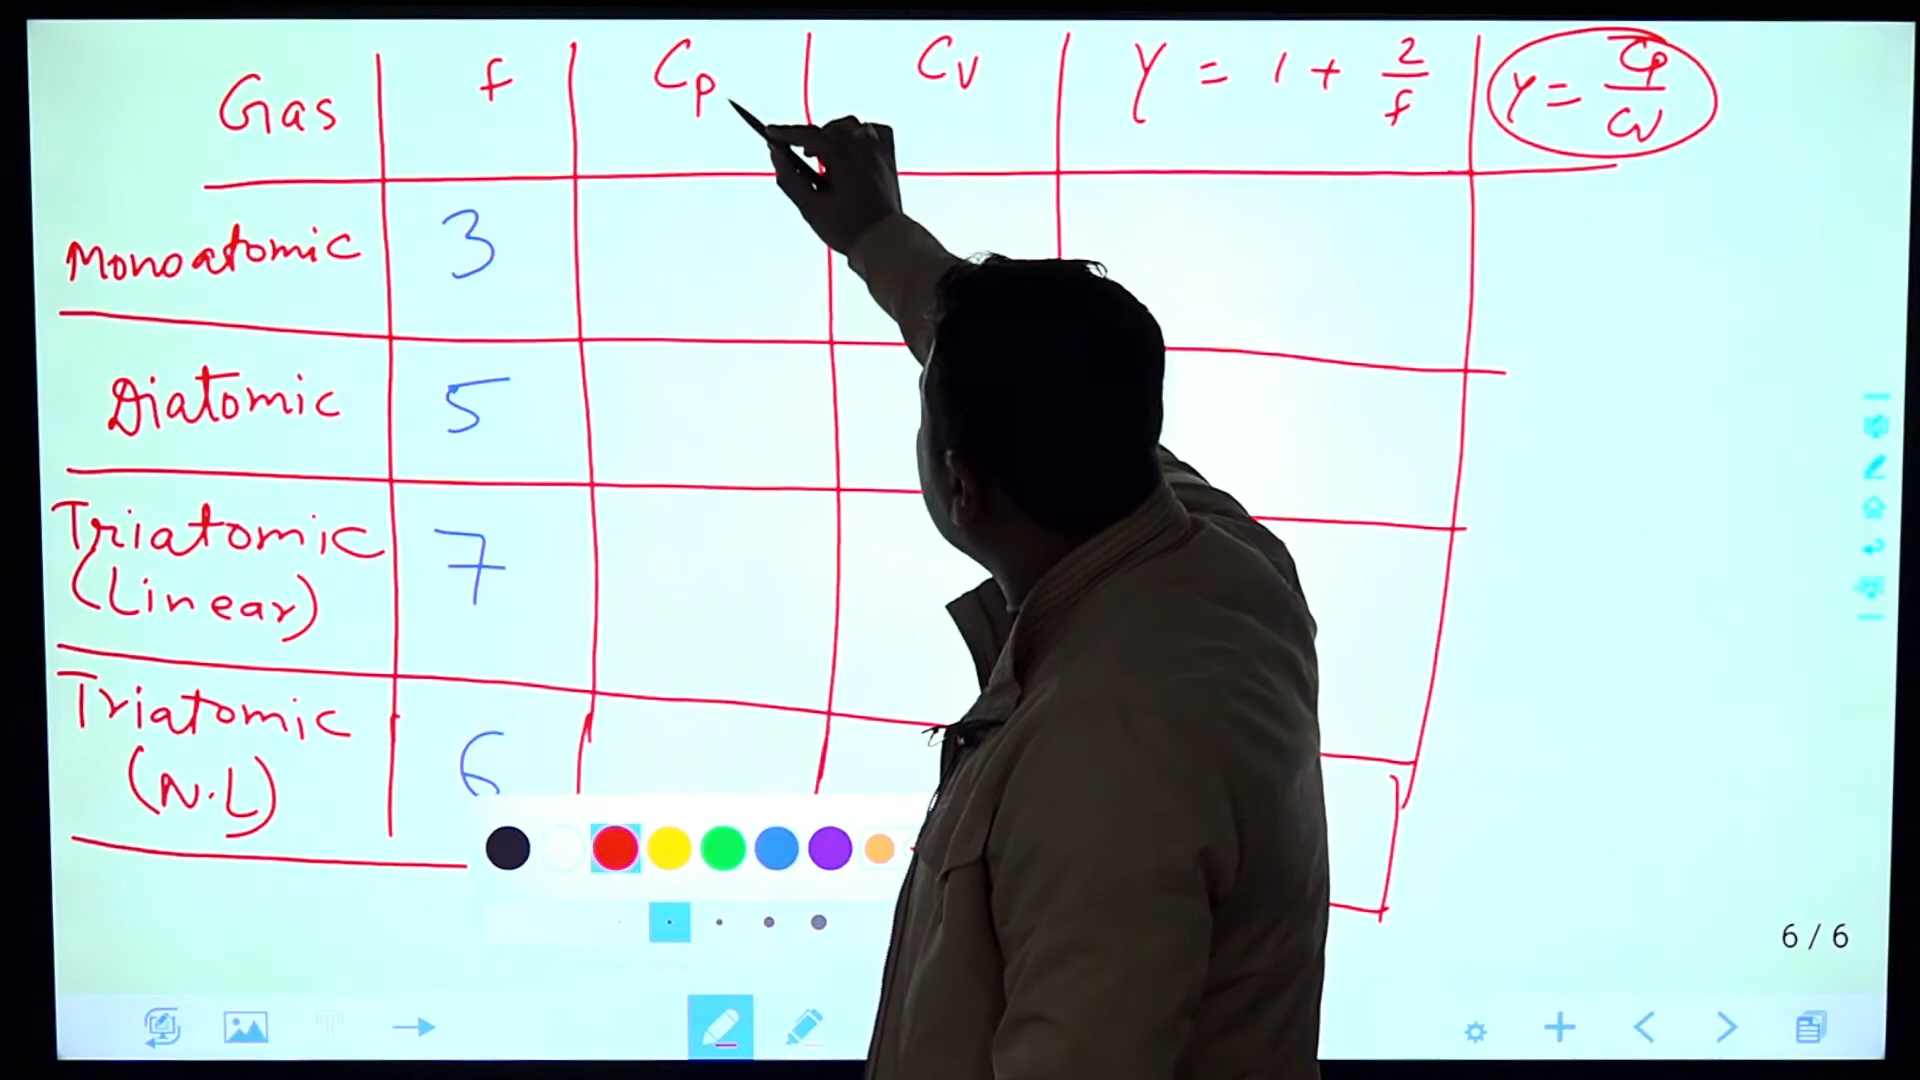 Gas f Cp Cv γ = 1 + 2/f γ = Cp/Cv
Monoatomic 3
Diatomic 5
Triatomic 7
(Linear)
Triatomic 6
(N.L)
6 / 6